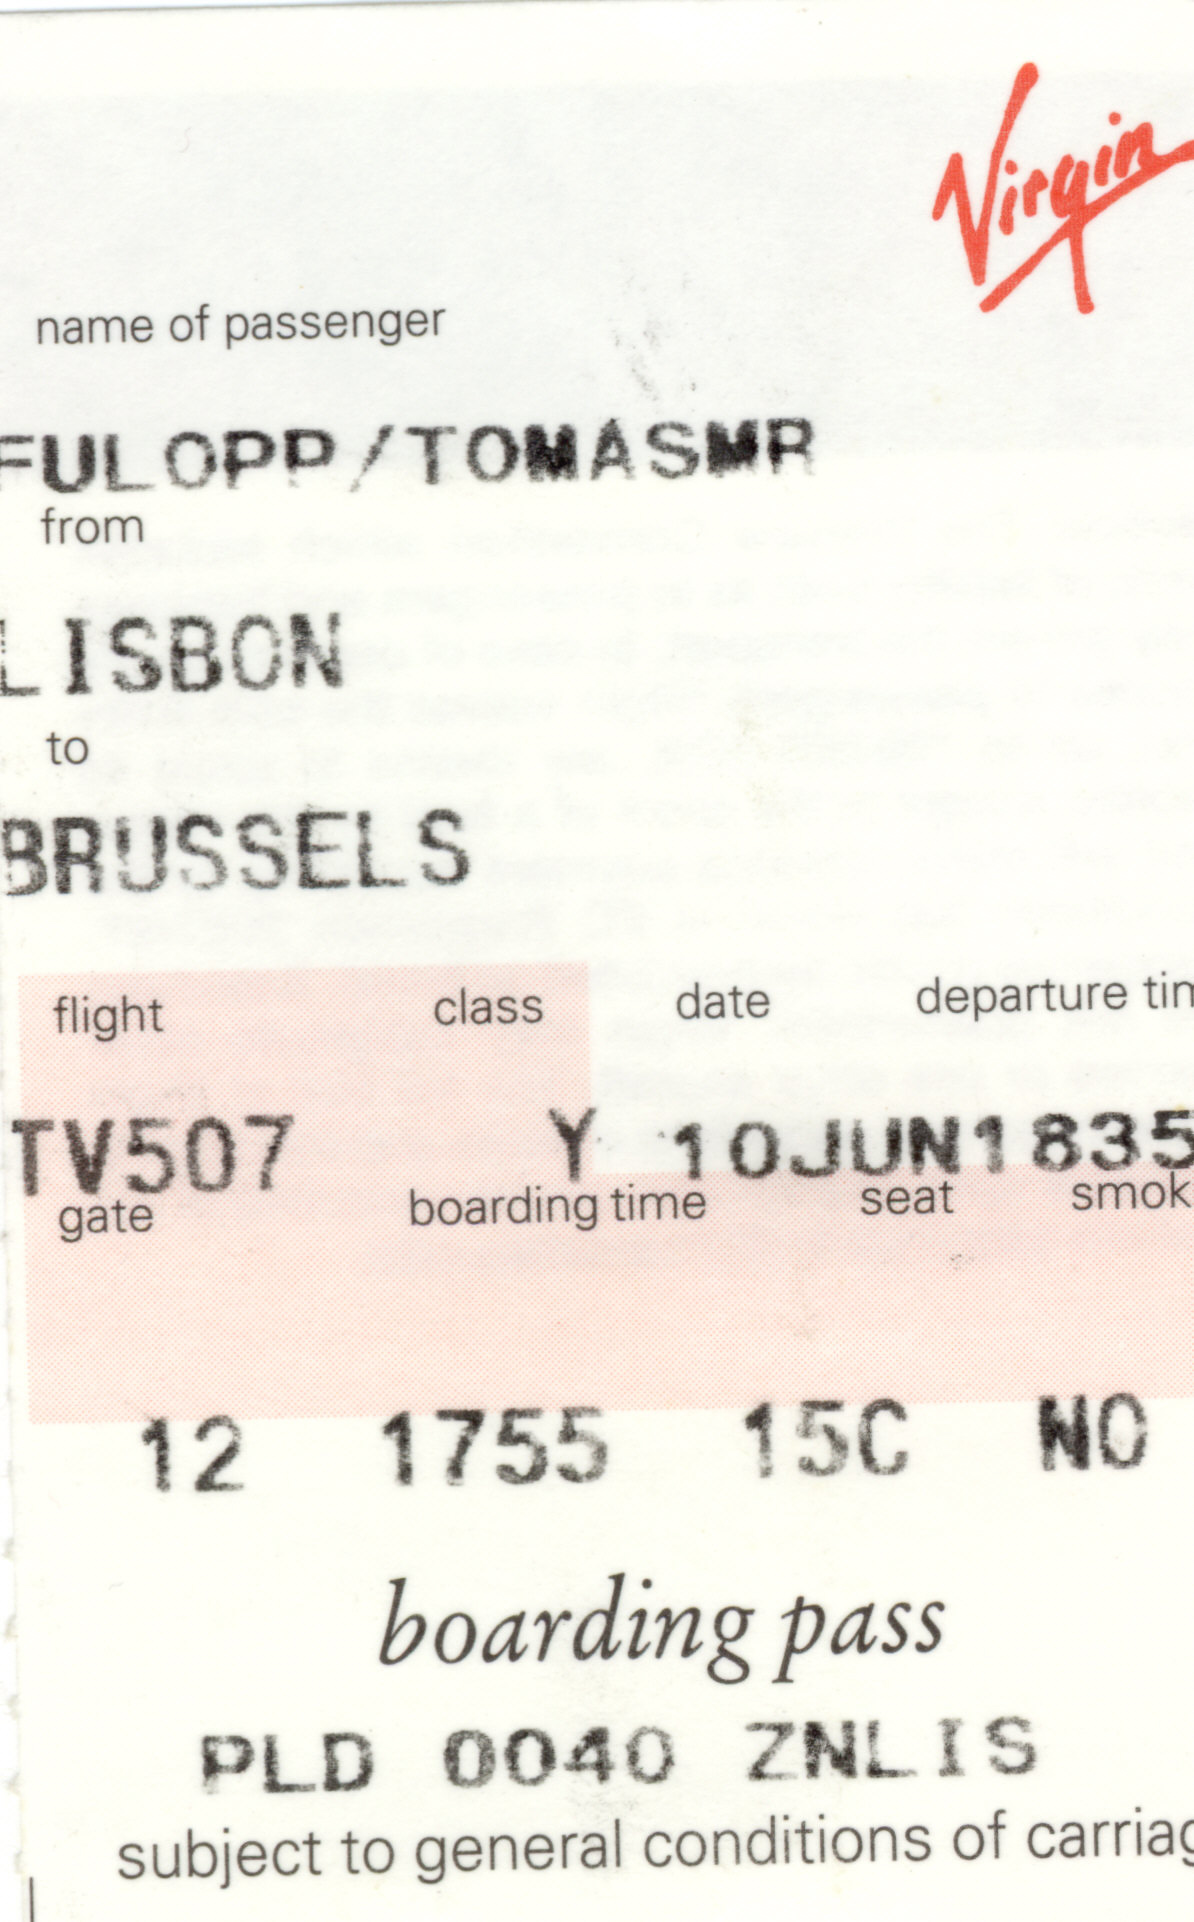 Virgin
name of passenger
FULOPP/TOMASMR
from
LISBON
to
BRUSSELS
flight class date departure tim
TV507 Y 10JUN1835
gate boarding time seat smok
12 1755 15C NO
boarding pass
PLD 0040 ZNLIS
subject to general conditions of carriag